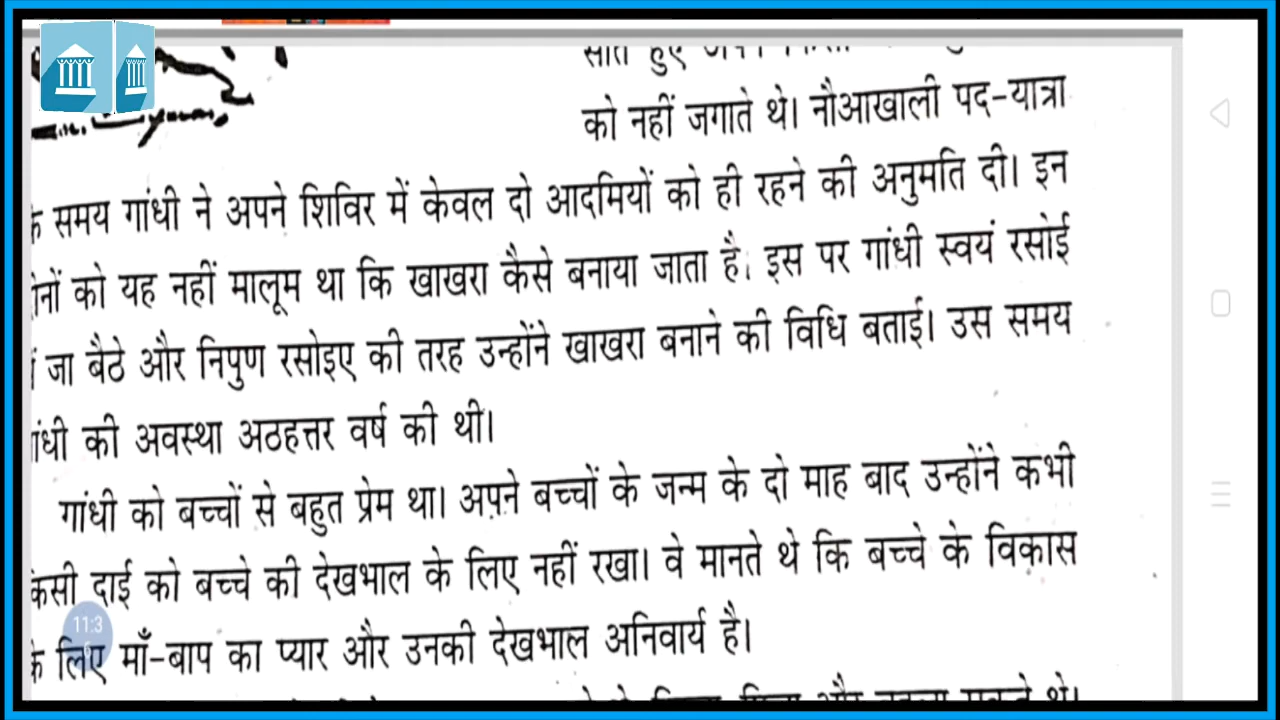 को नहीं जगाते थे। नौआखाली पद-यात्रा
समय गांधी ने अपने शिविर में केवल दो आदमियों को ही रहने की अनुमति दी। इन
को यह नहीं मालूम था कि खाखरा कैसे बनाया जाता है। इस पर गांधी स्वयं रसोई
जा बैठे और निपुण रसोइए की तरह उन्होंने खाखरा बनाने की विधि बताई। उस समय
की अवस्था अठहत्तर वर्ष की थी।
गांधी को बच्चों से बहुत प्रेम था। अपने बच्चों के जन्म के दो माह बाद उन्होंने कभी
दाई को बच्चे की देखभाल के लिए नहीं रखा। वे मानते थे कि बच्चे के विकास
लिए माँ-बाप का प्यार और उनकी देखभाल अनिवार्य है।
11:3